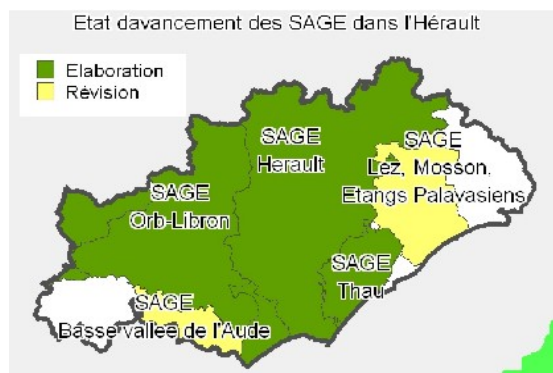 Etat davancement des SAGE dans l'Hérault
Elaboration
Révision
SAGE
Herault
SAGE
Lez, Mosson,
Etangs Palavasiens
SAGE
Orb-Libron
SAGE
Thau
SAGE
Basse vallee de l'Aude